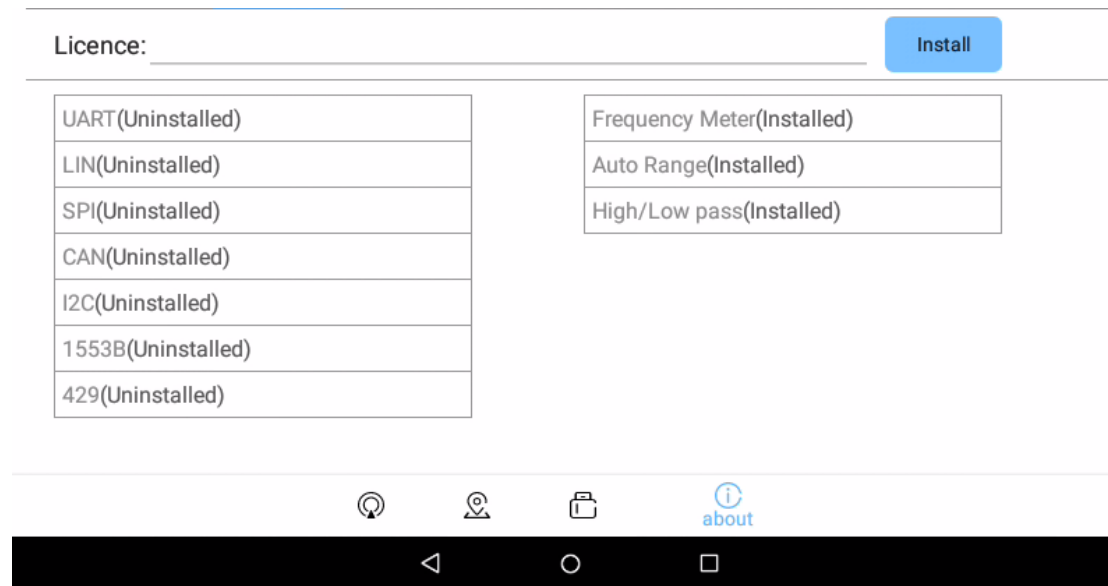 Licence:
Install
UART(Uninstalled)
LIN(Uninstalled)
SPI(Uninstalled)
CAN(Uninstalled)
I2C(Uninstalled)
1553B(Uninstalled)
429(Uninstalled)
Frequency Meter(Installed)
Auto Range(Installed)
High/Low pass(Installed)
about